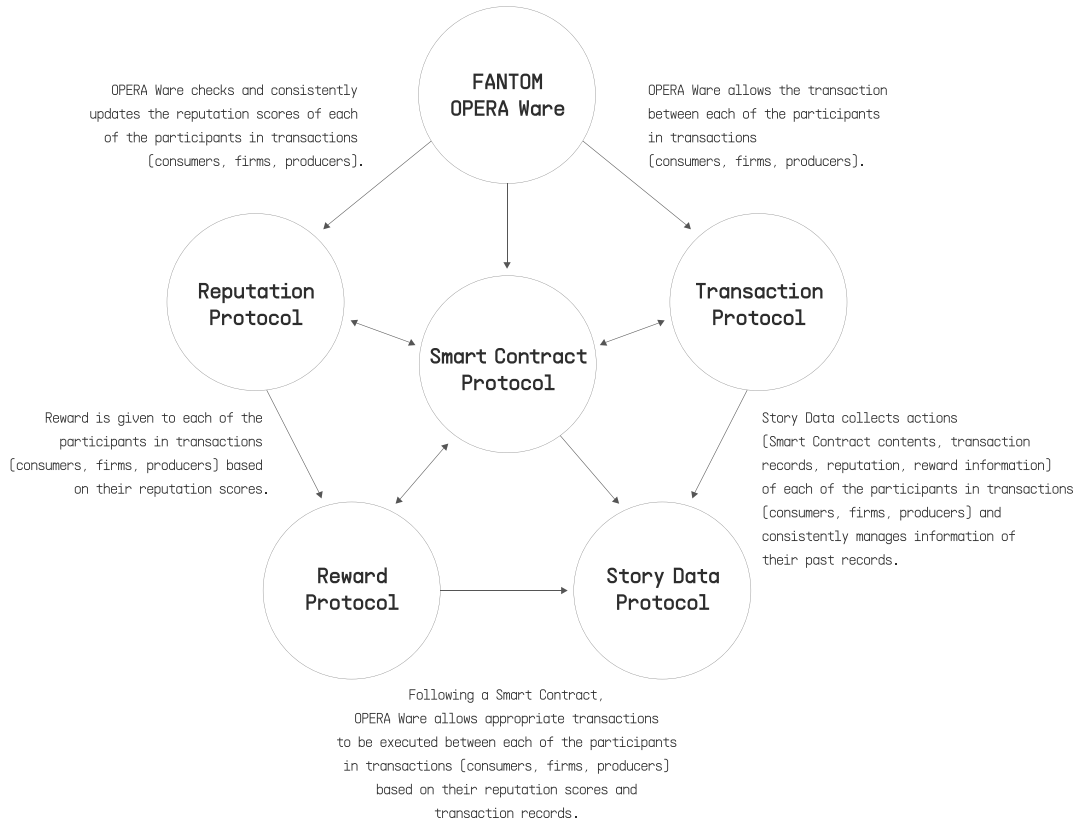 FANTOM
OPERA Ware
OPERA Ware checks and consistently
updates the reputation scores of each
of the participants in transactions
(consumers, firms, producers).
OPERA Ware allows the transaction
between each of the participants
in transactions
(consumers, firms, producers).
Reputation
Protocol
Transaction
Protocol
Smart Contract
Protocol
Reward is given to each of the
participants in transactions
(consumers, firms, producers) based
on their reputation scores.
Story Data collects actions
(Smart Contract contents, transaction
records, reputation, reward information)
of each of the participants in transactions
(consumers, firms, producers) and
consistently manages information of
their past records.
Reward
Protocol
Story Data
Protocol
Following a Smart Contract,
OPERA Ware allows appropriate transactions
to be executed between each of the participants
in transactions (consumers, firms, producers)
based on their reputation scores and
transaction records.